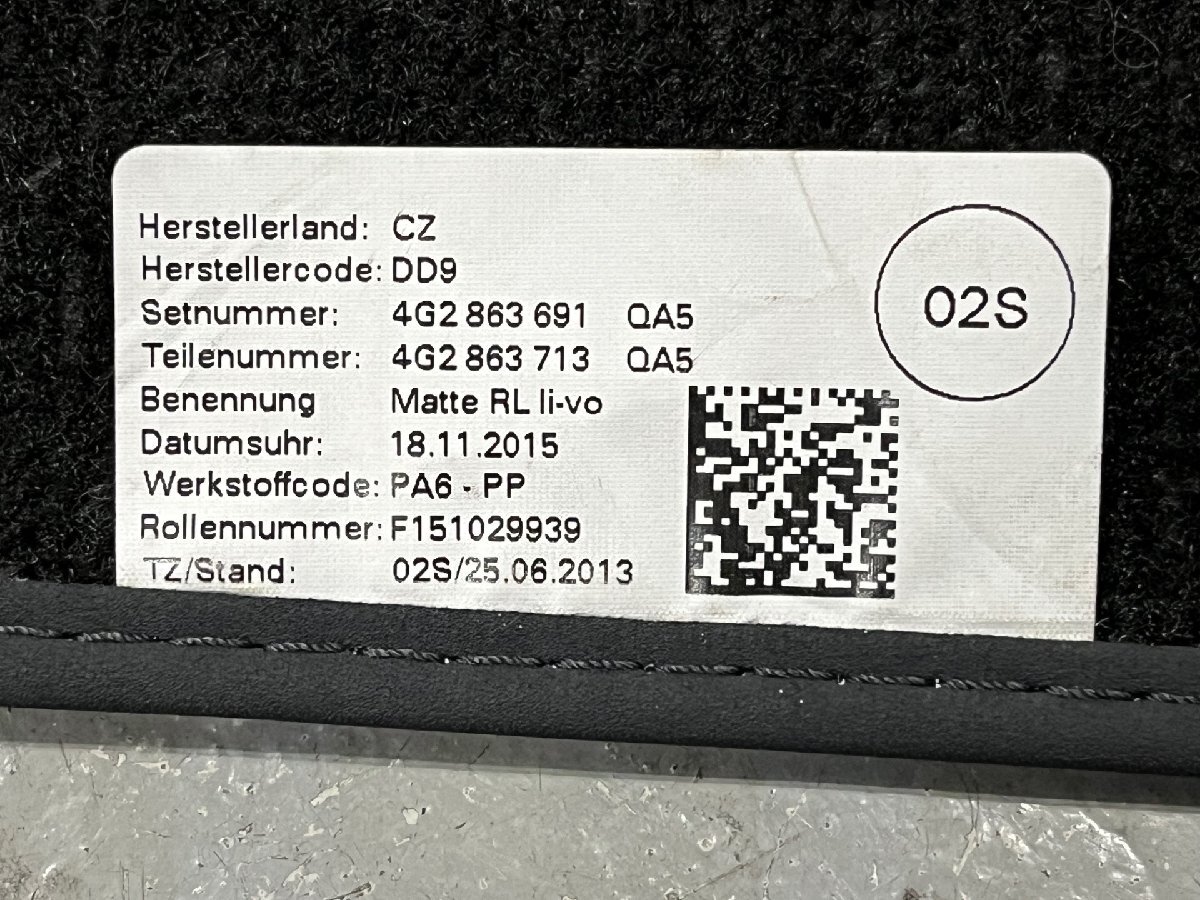 Herstellerland: CZ
Herstellercode: DD9
02S
Setnummer: 4G2 863 691 QA5
Teilenummer: 4G2 863 713 QA5
Benennung Matte RL li-vo
Datumsuhr: 18.11.2015
Werkstoffcode: PA6 - PP
Rollennummer: F151029939
TZ/Stand: 02S/25.06.2013